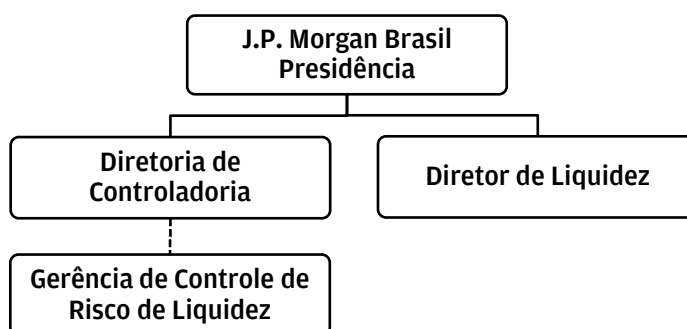 J.P. Morgan Brasil
Presidência
Diretoria de
Controladoria
Diretor de Liquidez
Gerência de Controle de
Risco de Liquidez